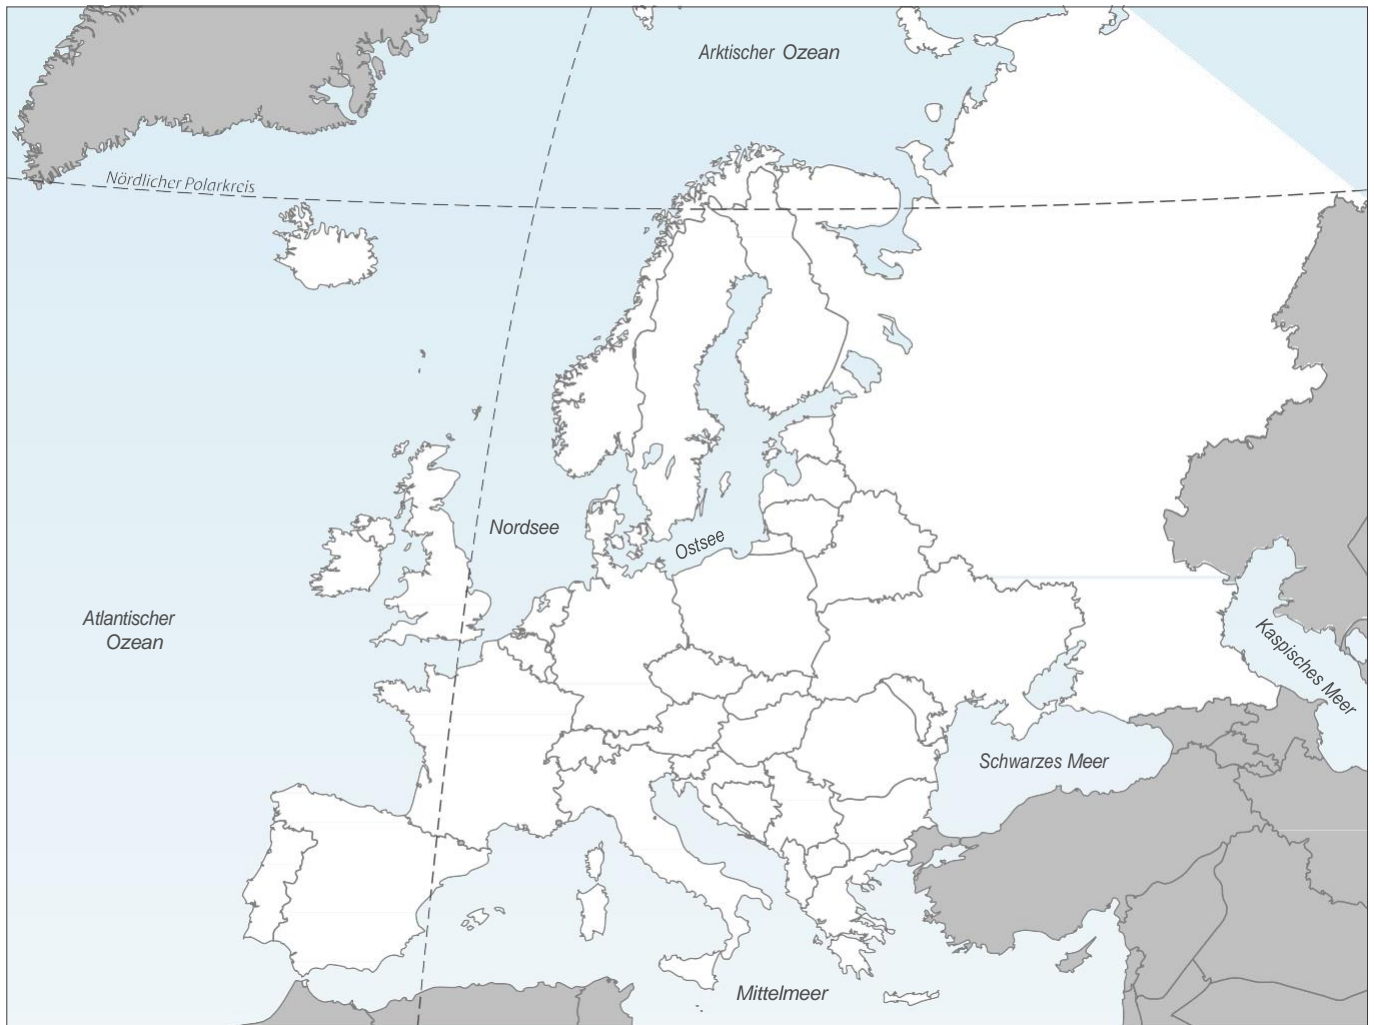 Arktischer Ozean
Nördlicher Polarkreis
Nordsee
Ostsee
Atlantischer
Ozean
Kaspisches Meer
Schwarzes Meer
Mittelmeer